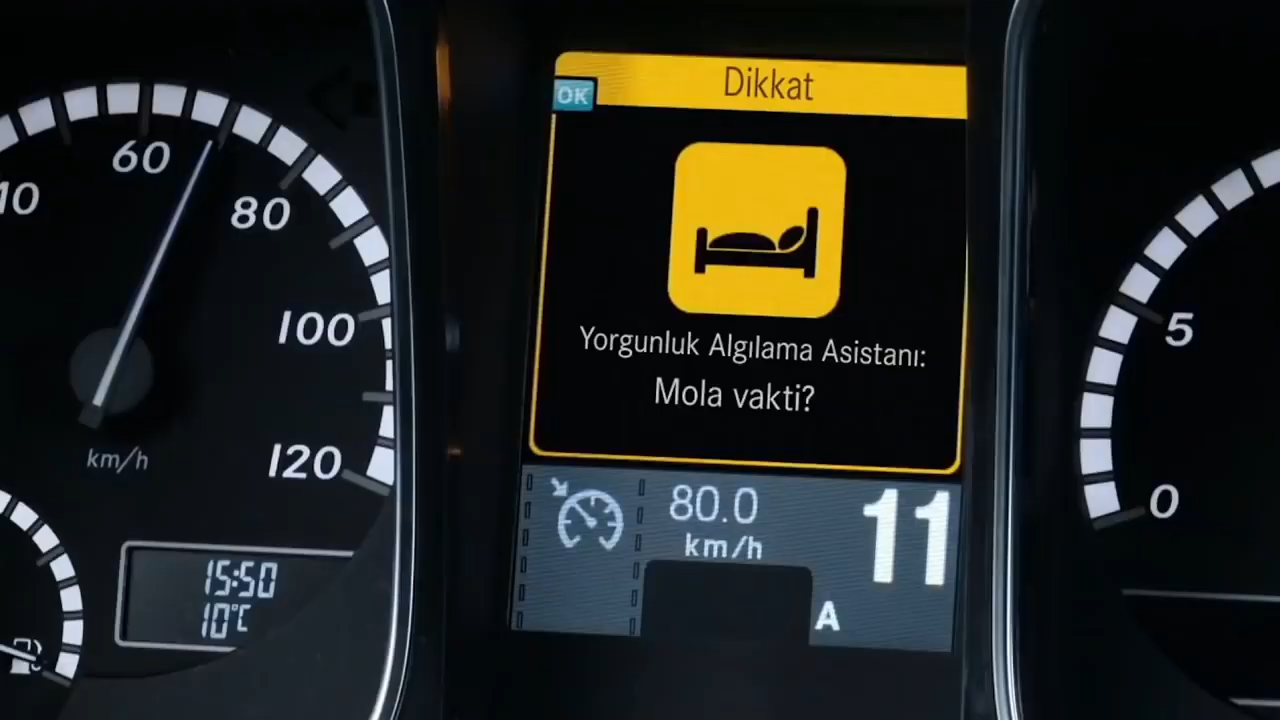 Dikkat
OK
Yorgunluk Algılama Asistanı:
Mola vakti?
80.0
km/h
11
A
60
80
100
120
km/h
15:50
10°C
5
0